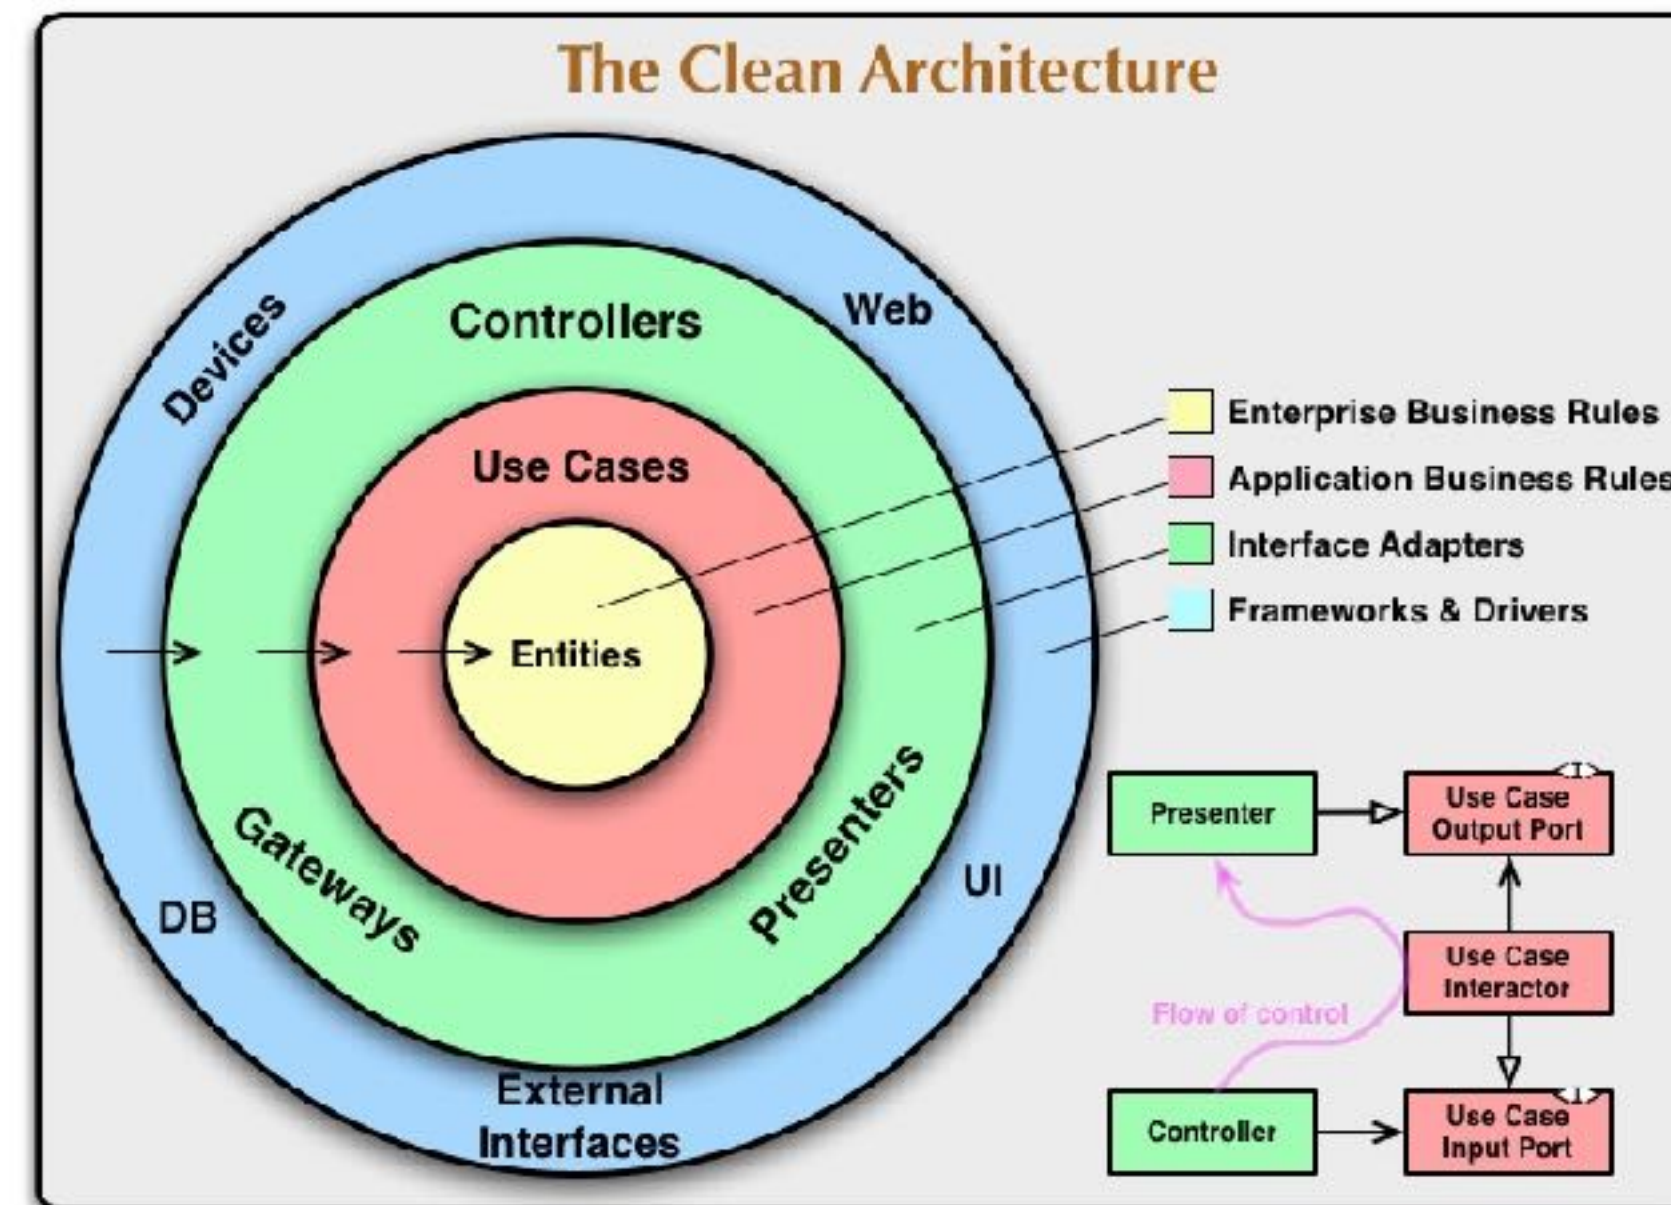 The Clean Architecture
Devices
Controllers
Web
Use Cases
Entities
Gateways
Presenters
DB
UI
External
Interfaces
Enterprise Business Rules
Application Business Rules
Interface Adapters
Frameworks & Drivers
Presenter
Use Case
Output Port
Use Case
Interactor
Flow of control
Controller
Use Case
Input Port